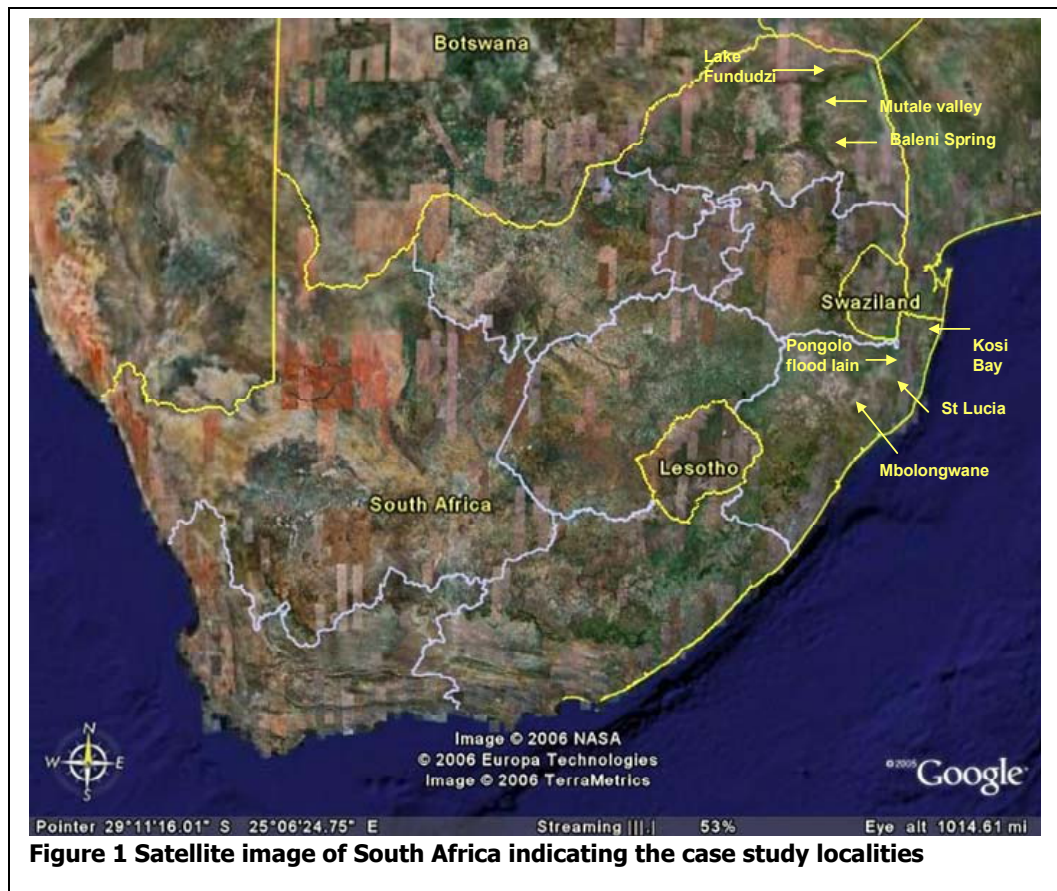 Botswana
Lake
Fundudzi
Mutale valley
Baleni Spring
Swaziland
Pongolo
flood lain
Kosi
Bay
St Lucia
Mbolongwane
Lesotho
South Africa
N
W E
S
Image © 2006 NASA
© 2006 Europa Technologies
Image © 2006 TerraMetrics
©2005 Google™
Pointer 29°11'16.01" S 25°06'24.75" E Streaming |||.| 53% Eye alt 1014.61 mi
Figure 1 Satellite image of South Africa indicating the case study localities